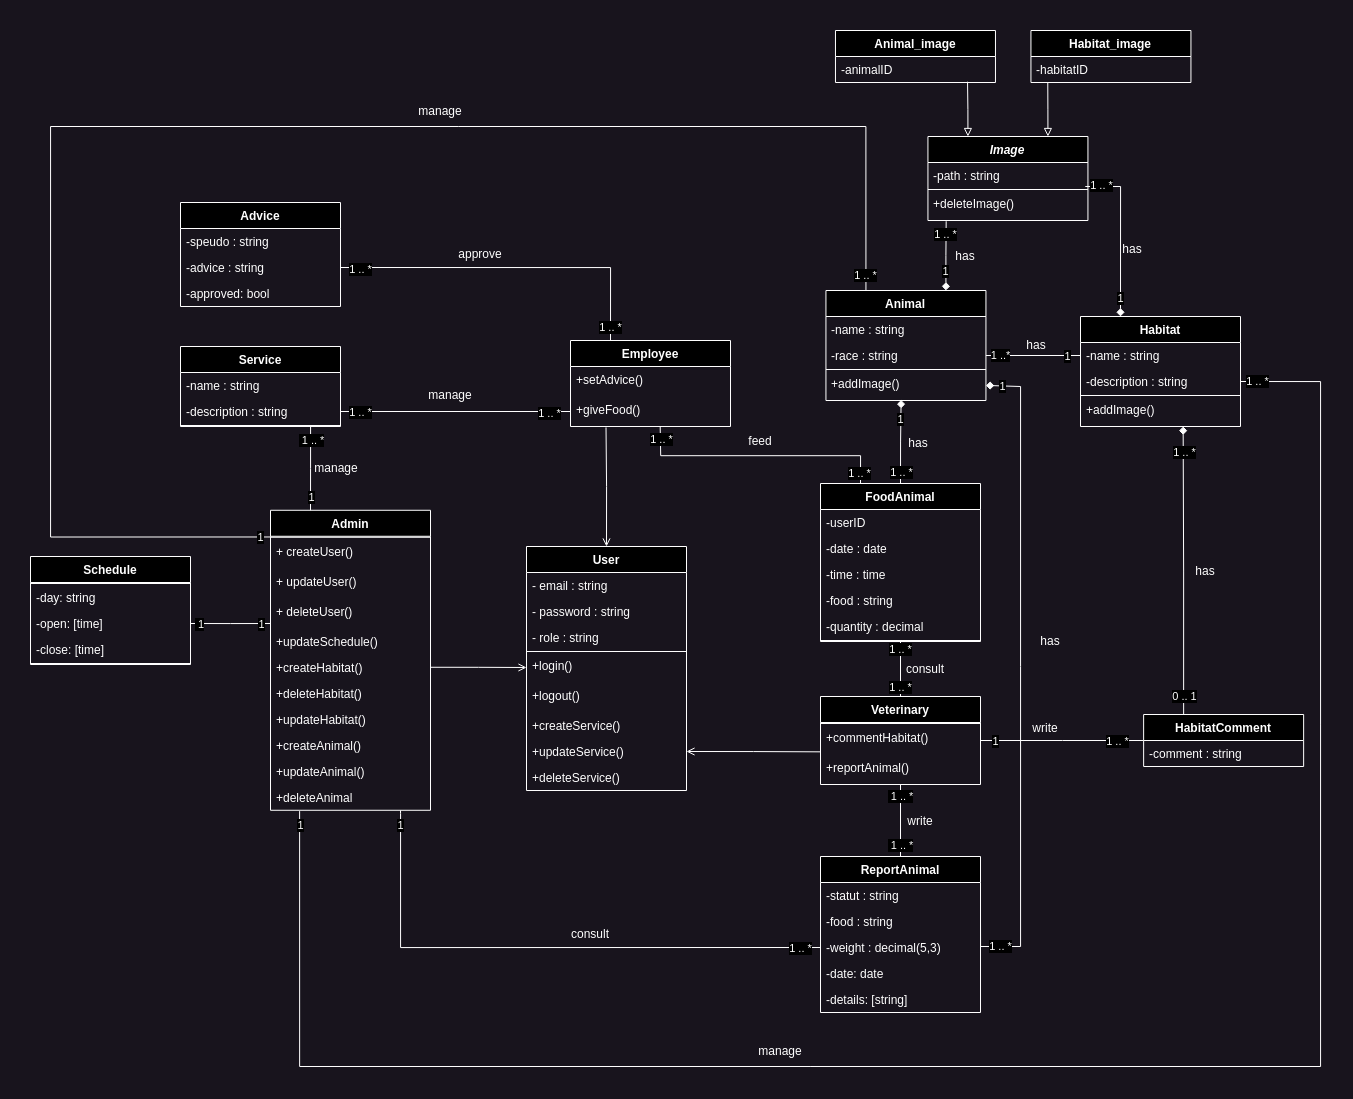 Animal_image
-animalID
Habitat_image
-habitatID
manage
Image
-path : string
+deleteImage()
1 .. *
has
1
1 .. *
has
1
Advice
-speudo : string
-advice : string
-approved: bool
1 .. *
approve
1 .. *
1 .. *
Animal
-name : string
-race : string
+addImage()
1 ..*
has
1
Habitat
-name : string
-description : string
+addImage()
1 .. *
Service
-name : string
-description : string
1 .. *
manage
1 .. *
Employee
+setAdvice()
+giveFood()
1 .. *
feed
1 .. *
1
1
has
1 .. *
1 .. *
1 .. *
manage
1
1
Admin
+ createUser()
+ updateUser()
+ deleteUser()
+updateSchedule()
+createHabitat()
+deleteHabitat()
+updateHabitat()
+createAnimal()
+updateAnimal()
+deleteAnimal
Schedule
-day: string
-open: [time]
-close: [time]
1
1
User
- email : string
- password : string
- role : string
+login()
+logout()
+createService()
+updateService()
+deleteService()
FoodAnimal
-userID
-date : date
-time : time
-food : string
-quantity : decimal
1 .. *
consult
1 .. *
has
has
0 .. 1
Veterinary
+commentHabitat()
+reportAnimal()
1
write
1 .. *
HabitatComment
-comment : string
1 .. *
write
1 .. *
1
1
ReportAnimal
-statut : string
-food : string
-weight : decimal(5,3)
-date: date
-details: [string]
consult
1 .. *
1 .. *
manage